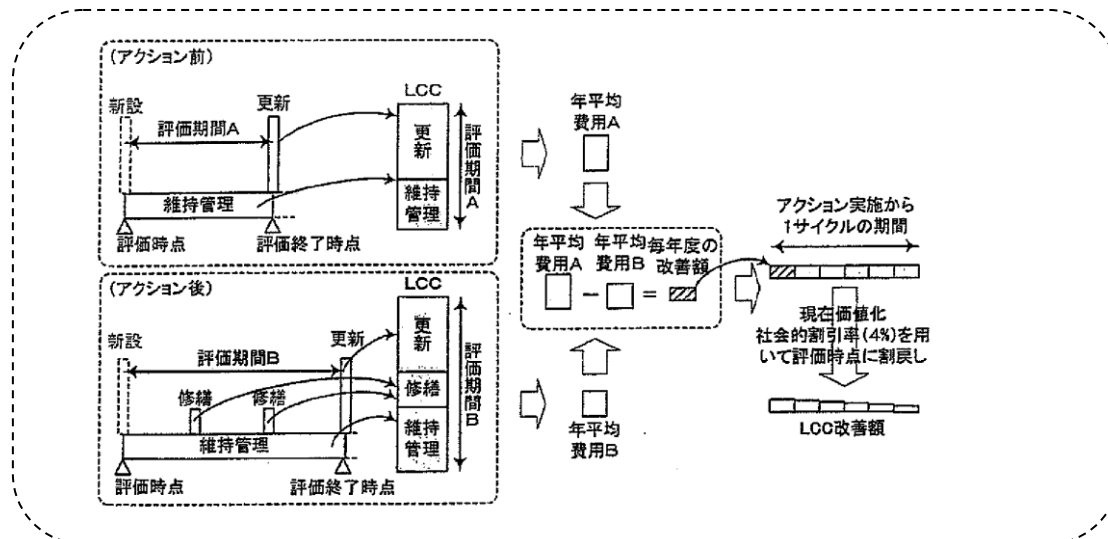 (アクション前)
LCC
新設
更新
評価期間A
更新
維持
管理
評価期間A
維持管理
評価時点
評価終了時点
年平均
費用A
(アクション後)
LCC
新設
更新
評価期間B
修繕
修繕
更新
修繕
維持
管理
評価期間B
維持管理
評価時点
評価終了時点
年平均
費用A
年平均
費用B
毎年度の
改善額
－
＝
年平均
費用B
アクション実施から
1サイクルの期間
現在価値化
社会的割引率(4%)を用
いて評価時点に割戻し
LCC改善額